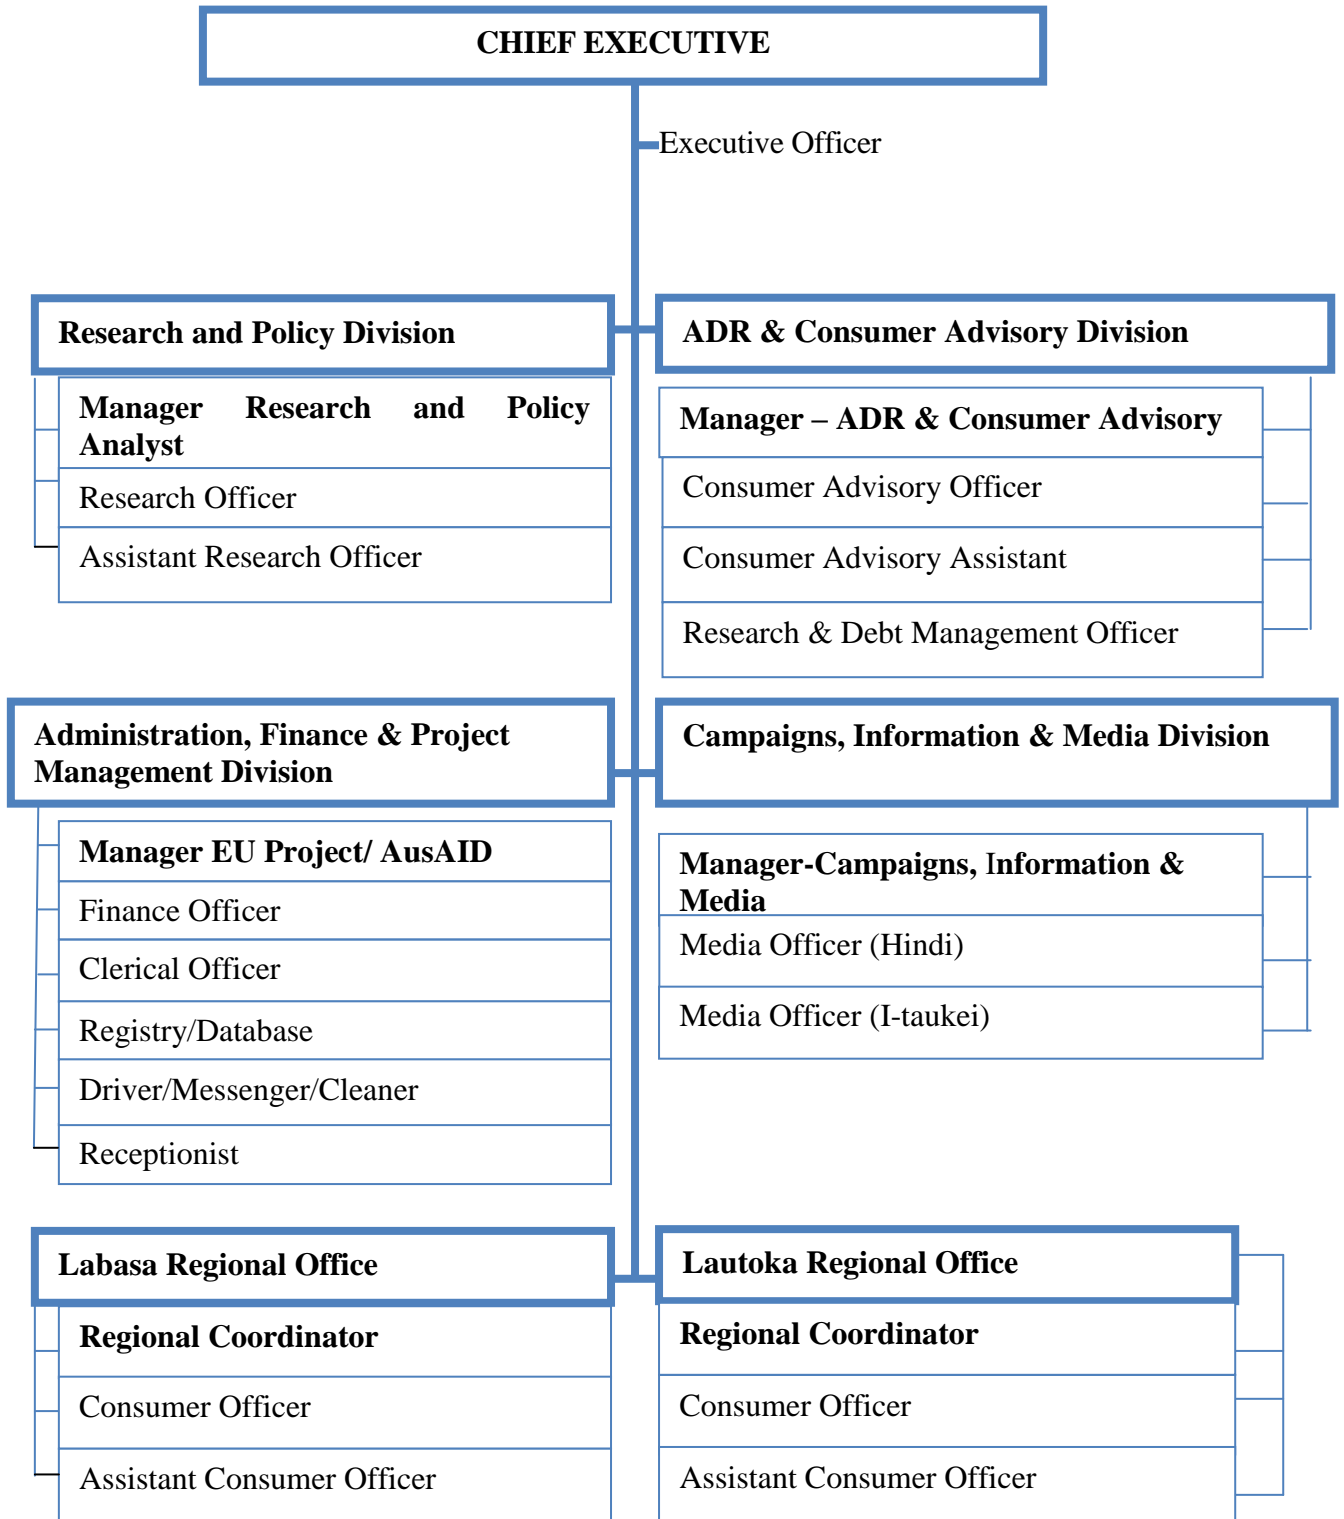 CHIEF EXECUTIVE
Executive Officer
Research and Policy Division
Manager Research and Policy
Analyst
Research Officer
Assistant Research Officer
ADR & Consumer Advisory Division
Manager – ADR & Consumer Advisory
Consumer Advisory Officer
Consumer Advisory Assistant
Research & Debt Management Officer
Administration, Finance & Project
Management Division
Manager EU Project/ AusAID
Finance Officer
Clerical Officer
Registry/Database
Driver/Messenger/Cleaner
Receptionist
Campaigns, Information & Media Division
Manager-Campaigns, Information &
Media
Media Officer (Hindi)
Media Officer (I-taukei)
Labasa Regional Office
Regional Coordinator
Consumer Officer
Assistant Consumer Officer
Lautoka Regional Office
Regional Coordinator
Consumer Officer
Assistant Consumer Officer